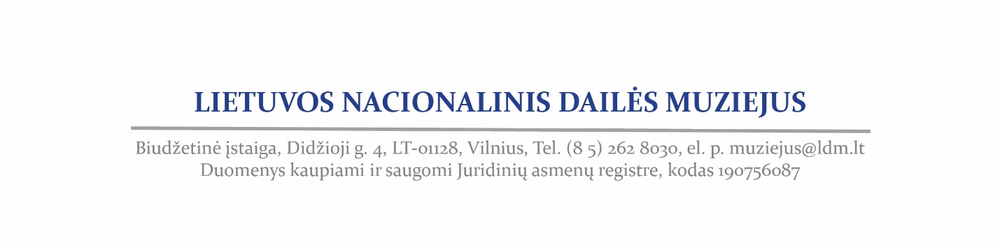 LIETUVOS NACIONALINIS DAILĖS MUZIEJUS
Biudžetinė įstaiga, Didžioji g. 4, LT-01128, Vilnius, Tel. (8 5) 262 8030, el. p. muziejus@ldm.lt
Duomenys kaupiami ir saugomi Juridinių asmenų registre, kodas 190756087